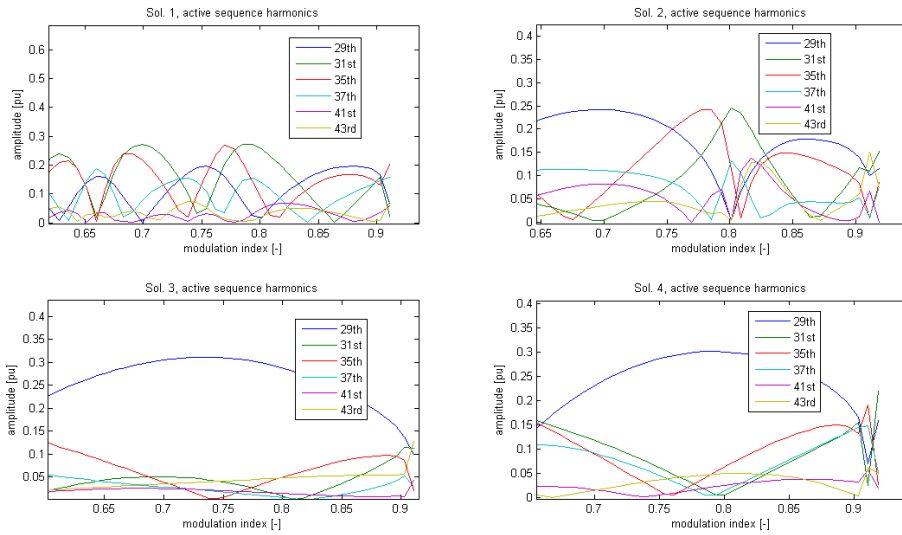 Sol. 1, active sequence harmonics
amplitude [pu]
0.6
0.5
0.4
0.3
0.2
0.1
0
29th
31st
35th
37th
41st
43rd
0.65
0.7
0.75
0.8
0.85
0.9
modulation index [-]
Sol. 2, active sequence harmonics
amplitude [pu]
0.4
0.35
0.3
0.25
0.2
0.15
0.1
0.05
0
29th
31st
35th
37th
41st
43rd
0.65
0.7
0.75
0.8
0.85
0.9
modulation index [-]
Sol. 3, active sequence harmonics
amplitude [pu]
0.4
0.35
0.3
0.25
0.2
0.15
0.1
0.05
29th
31st
35th
37th
41st
43rd
0.65
0.7
0.75
0.8
0.85
0.9
modulation index [-]
Sol. 4, active sequence harmonics
amplitude [pu]
0.4
0.35
0.3
0.25
0.2
0.15
0.1
0.05
0
29th
31st
35th
37th
41st
43rd
0.7
0.75
0.8
0.85
0.9
modulation index [-]